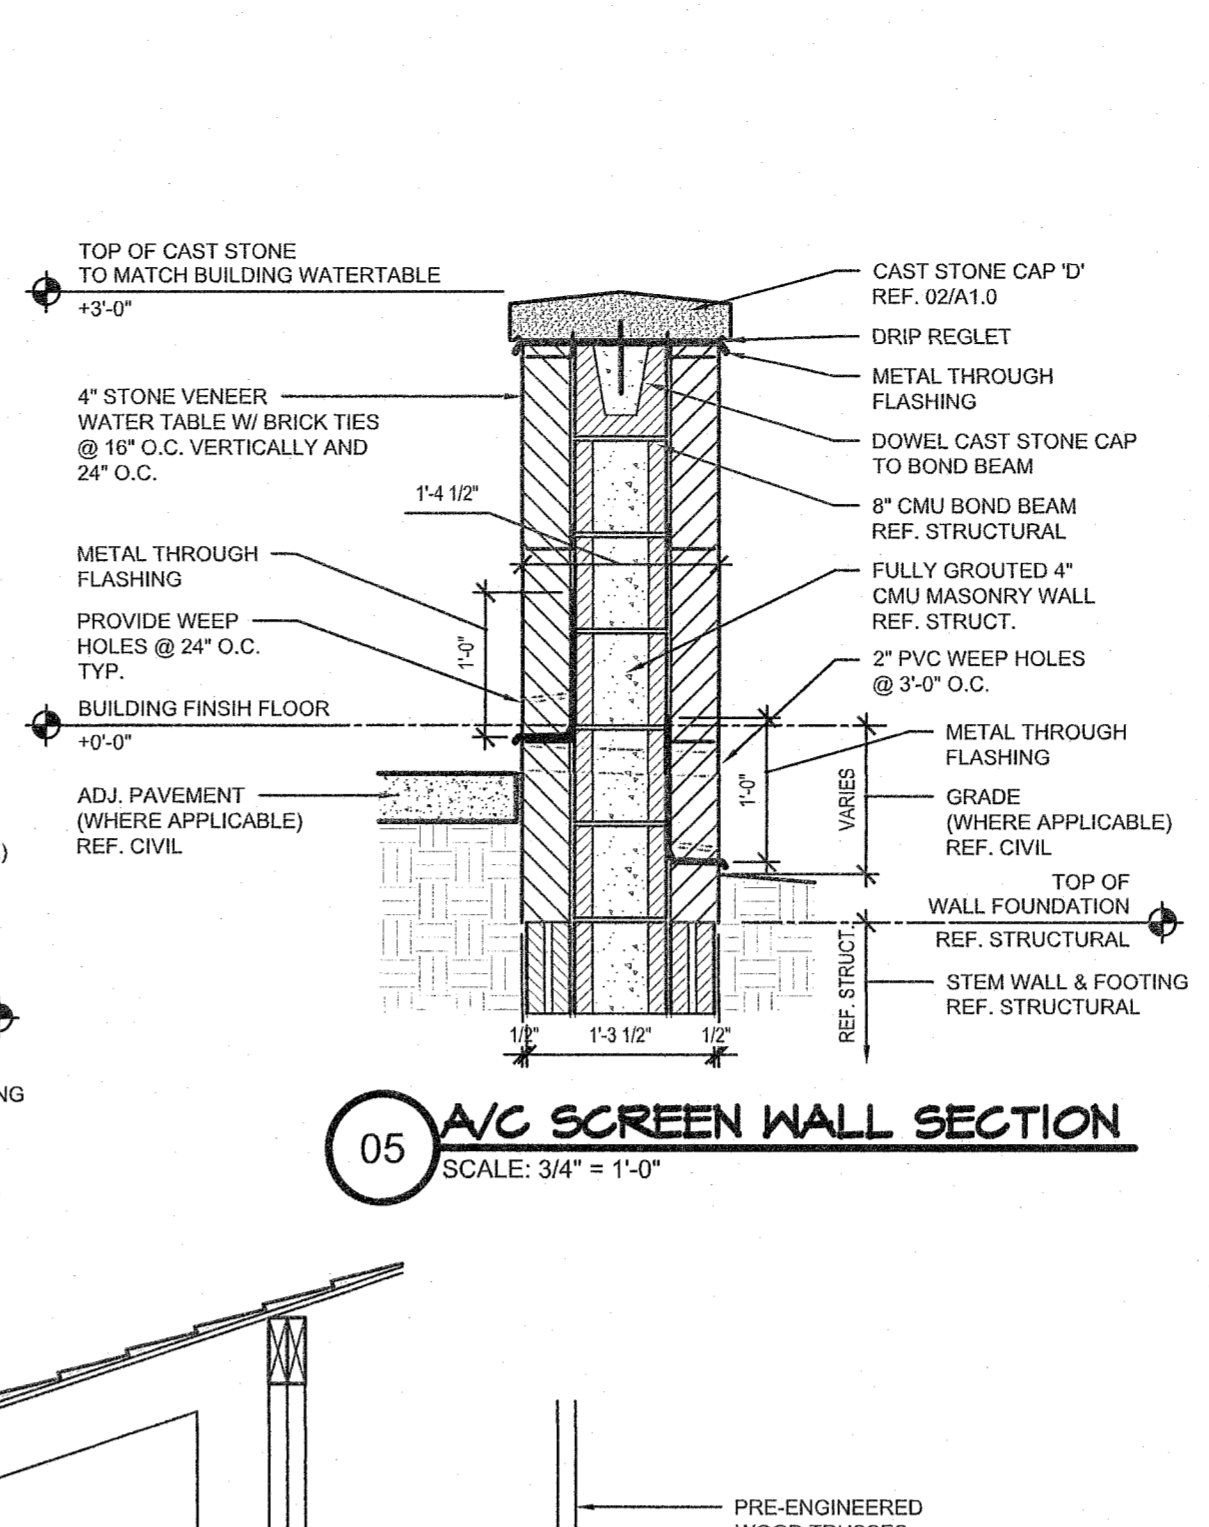 TOP OF CAST STONE
TO MATCH BUILDING WATERTABLE
+3'-0"
4" STONE VENEER
WATER TABLE W/ BRICK TIES
@ 16" O.C. VERTICALLY AND
24" O.C.
1'-4 1/2"
METAL THROUGH
FLASHING
PROVIDE WEEP
HOLES @ 24" O.C.
TYP.
1'-0"
BUILDING FINSIH FLOOR
+0'-0"
ADJ. PAVEMENT
(WHERE APPLICABLE)
REF. CIVIL
)
NG
CAST STONE CAP 'D'
REF. 02/A1.0
DRIP REGLET
METAL THROUGH
FLASHING
DOWEL CAST STONE CAP
TO BOND BEAM
8" CMU BOND BEAM
REF. STRUCTURAL
FULLY GROUTED 4"
CMU MASONRY WALL
REF. STRUCT.
2" PVC WEEP HOLES
@ 3'-0" O.C.
METAL THROUGH
FLASHING
1'-0"
VARIES
GRADE
(WHERE APPLICABLE)
REF. CIVIL
TOP OF
WALL FOUNDATION
REF. STRUCTURAL
REF. STRUCT.
STEM WALL & FOOTING
REF. STRUCTURAL
1/2" 1'-3 1/2" 1/2"
05 A/C SCREEN WALL SECTION
SCALE: 3/4" = 1'-0"
PRE-ENGINEERED
WOOD TRUSSES